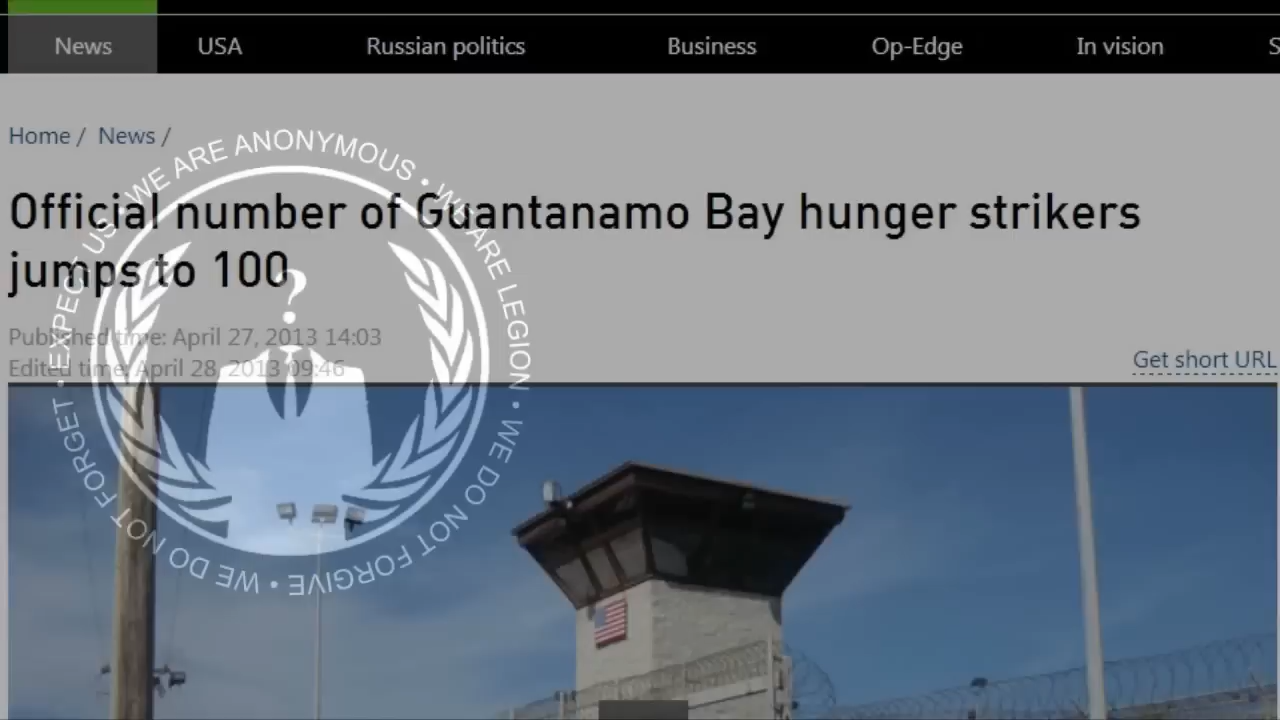 News USA Russian politics Business Op-Edge In vision S
Home / News /
WE ARE ANONYMOUS • WE ARE LEGION • WE DO NOT FORGIVE • WE DO NOT FORGET • EXPECT US •
Official number of Guantanamo Bay hunger strikers
jumps to 100
?
Published time: April 27, 2013 14:03
Edited time: April 28, 2013 09:46
Get short URL